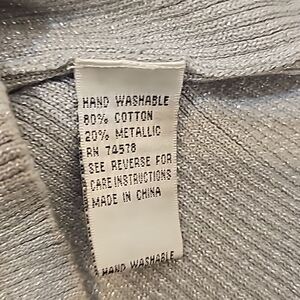 HAND WASHABLE
80% COTTON
20% METALLIC
RN 74578
SEE REVERSE FOR
CARE INSTRUCTIONS
MADE IN CHINA
HAND WASHABLE